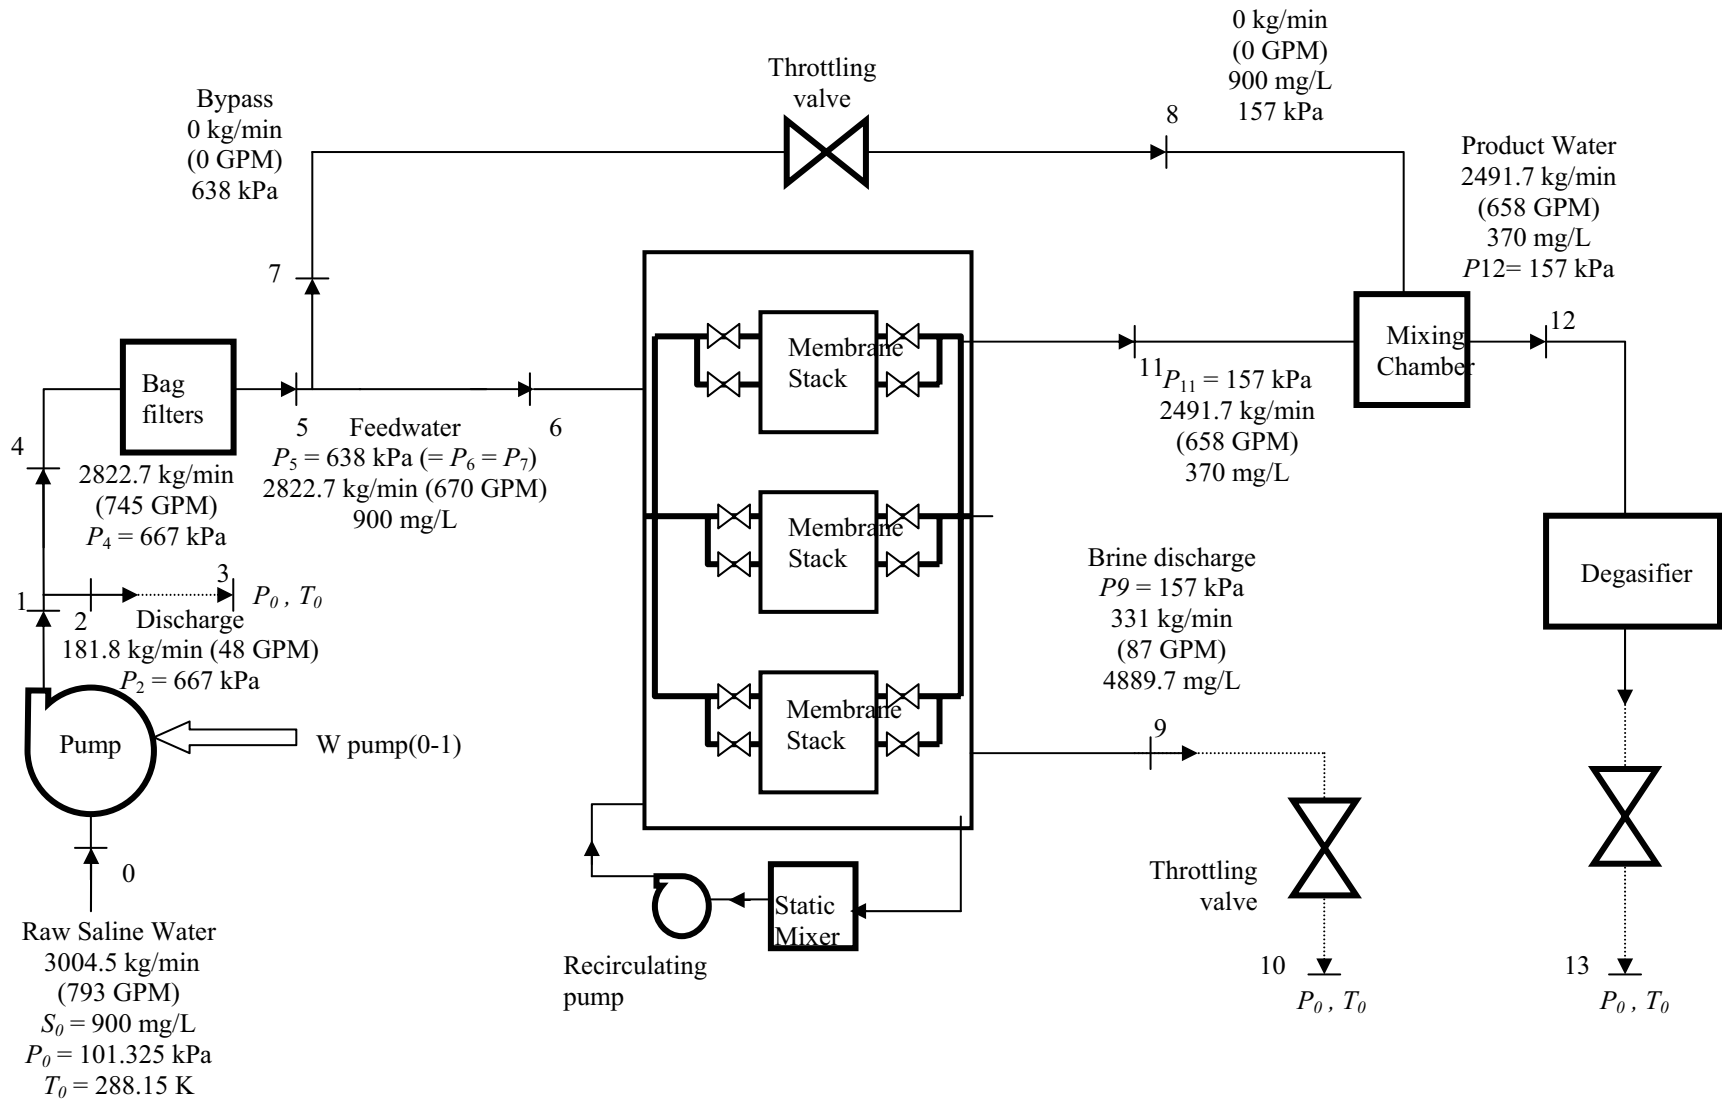 0 kg/min
(0 GPM)
900 mg/L
157 kPa
Throttling
valve
Bypass
0 kg/min
(0 GPM)
638 kPa
8
Product Water
2491.7 kg/min
(658 GPM)
370 mg/L
P12= 157 kPa
7
12
Mixing
Chamber
Membrane
Stack
Bag
filters
11
P11 = 157 kPa
2491.7 kg/min
(658 GPM)
370 mg/L
4
5
6
Feedwater
P5 = 638 kPa (= P6 = P7)
2822.7 kg/min (670 GPM)
900 mg/L
2822.7 kg/min
(745 GPM)
P4 = 667 kPa
Membrane
Stack
Brine discharge
P9 = 157 kPa
331 kg/min
(87 GPM)
4889.7 mg/L
Degasifier
1
2
3
P0 , T0
Discharge
181.8 kg/min (48 GPM)
P2 = 667 kPa
Membrane
Stack
9
Pump
W pump(0-1)
0
Throttling
valve
Static
Mixer
Recirculating
pump
10
P0 , T0
13
P0 , T0
Raw Saline Water
3004.5 kg/min
(793 GPM)
S0 = 900 mg/L
P0 = 101.325 kPa
T0 = 288.15 K